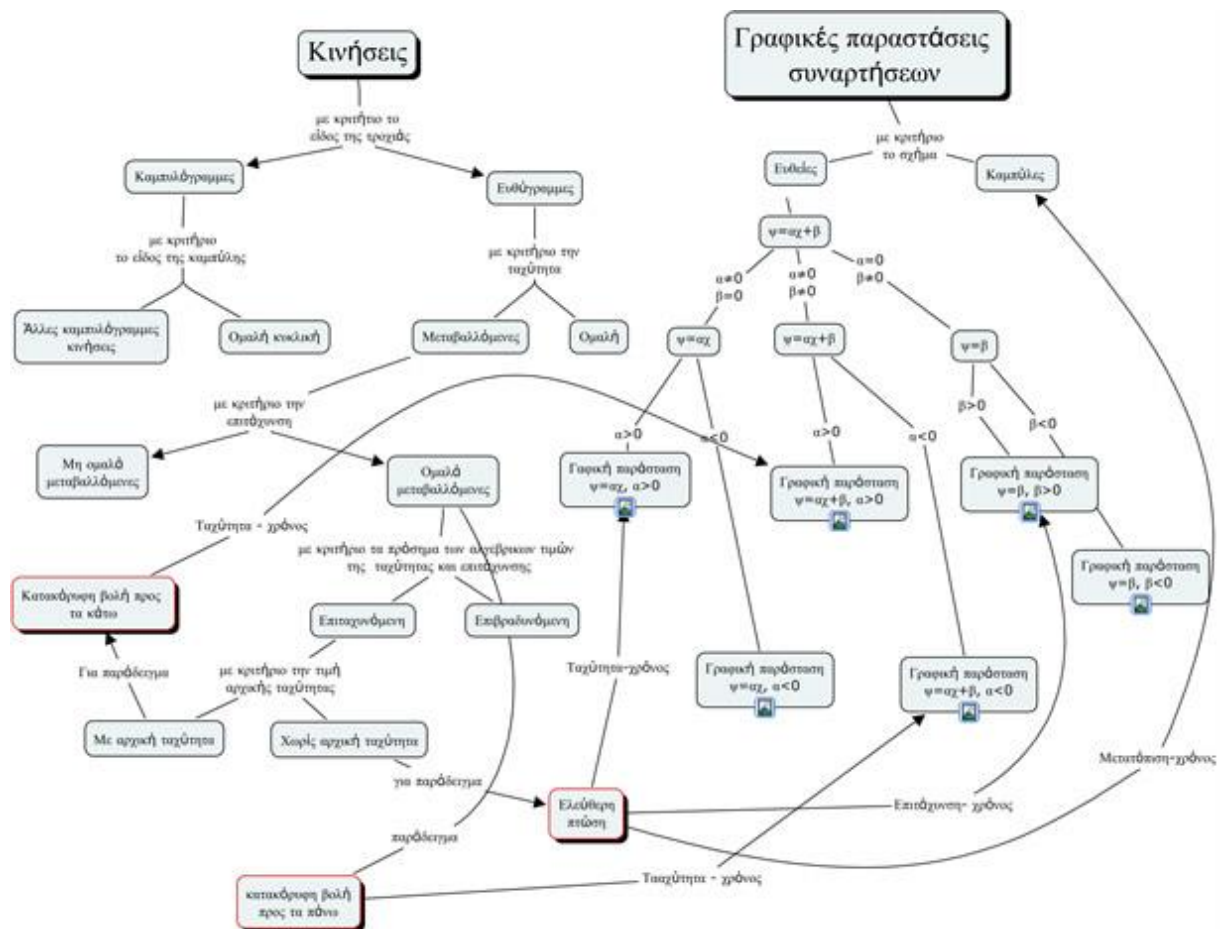 Κινήσεις
Γραφικές παραστάσεις
συναρτήσεων
με κριτήτιο το
είδος της τροχιάς
με κριτήριο
το σχήμα
Καμπυλόγραμμες
Ευθύγραμμες
Ευθείες
Καμπύλες
με κριτήριο
το είδος της καμπύλης
με κριτήριο την
ταχύτητα
ψ=αχ+β
α≠0
β=0
α≠0
β≠0
α=0
β≠0
Άλλες καμπυλόγραμμες
κινήσεις
Ομαλή κυκλική
Μεταβαλλόμενες
Ομαλή
ψ=αχ
ψ=αχ+β
ψ=β
με κριτήριο την
επιτάχυνση
α>0
α<0
α>0
α<0
β>0
β<0
Μη ομαλά
μεταβαλλόμενες
Ομαλά
μεταβαλλόμενες
Γαφική παράσταση
ψ=αχ, α>0
Γραφική παράσταση
ψ=αχ+β, α>0
Γραφική παράσταση
ψ=β, β>0
Ταχύτητα - χρόνος
με κριτήριο τα πρόσημα των αλγεβρικων τιμών
της ταχύτητας και επιτάχυνσης
Γραφική παράσταση
ψ=β, β<0
Κατακόρυφη βολή προς
τα κάτω
Επιταχυνόμενη
Επιβραδυνόμενη
Για παράδειγμα
με κριτήριο την τιμή
αρχικής ταχύτητας
Ταχύτητα-χρόνος
Γραφική παράσταση
ψ=αχ, α<0
Γραφική παράσταση
ψ=αχ+β, α<0
Με αρχική ταχύτητα
Χωρίς αρχική ταχύτητα
Μετατόπιση-χρόνος
για παράδειγμα
Ελεύθερη
πτώση
Επιτάχυνση- χρόνος
παράδειγμα
Τααχύτητα - χρόνος
κατακόρυφη βολή
προς τα πάνω